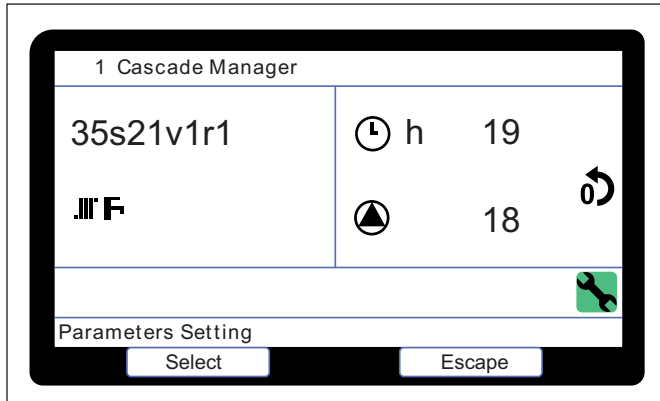 1 Cascade Manager
35s21v1r1
h 19
0
18
Parameters Setting
Select Escape